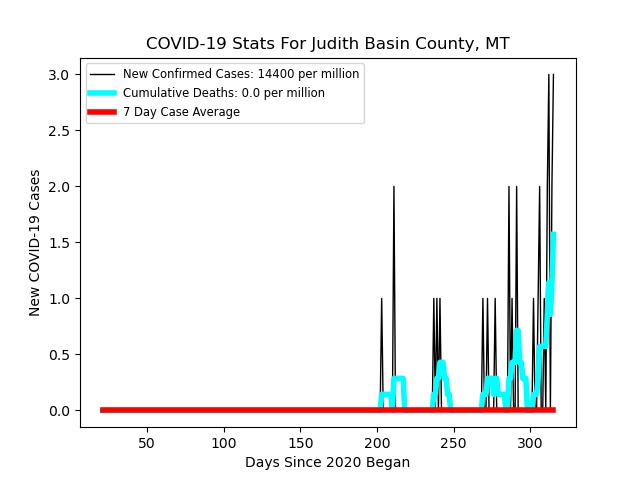 COVID-19 Stats For Judith Basin County, MT
New Confirmed Cases: 14400 per million
Cumulative Deaths: 0.0 per million
7 Day Case Average
New COVID-19 Cases
3.0
2.5
2.0
1.5
1.0
0.5
0.0
50 100 150 200 250 300
Days Since 2020 Began